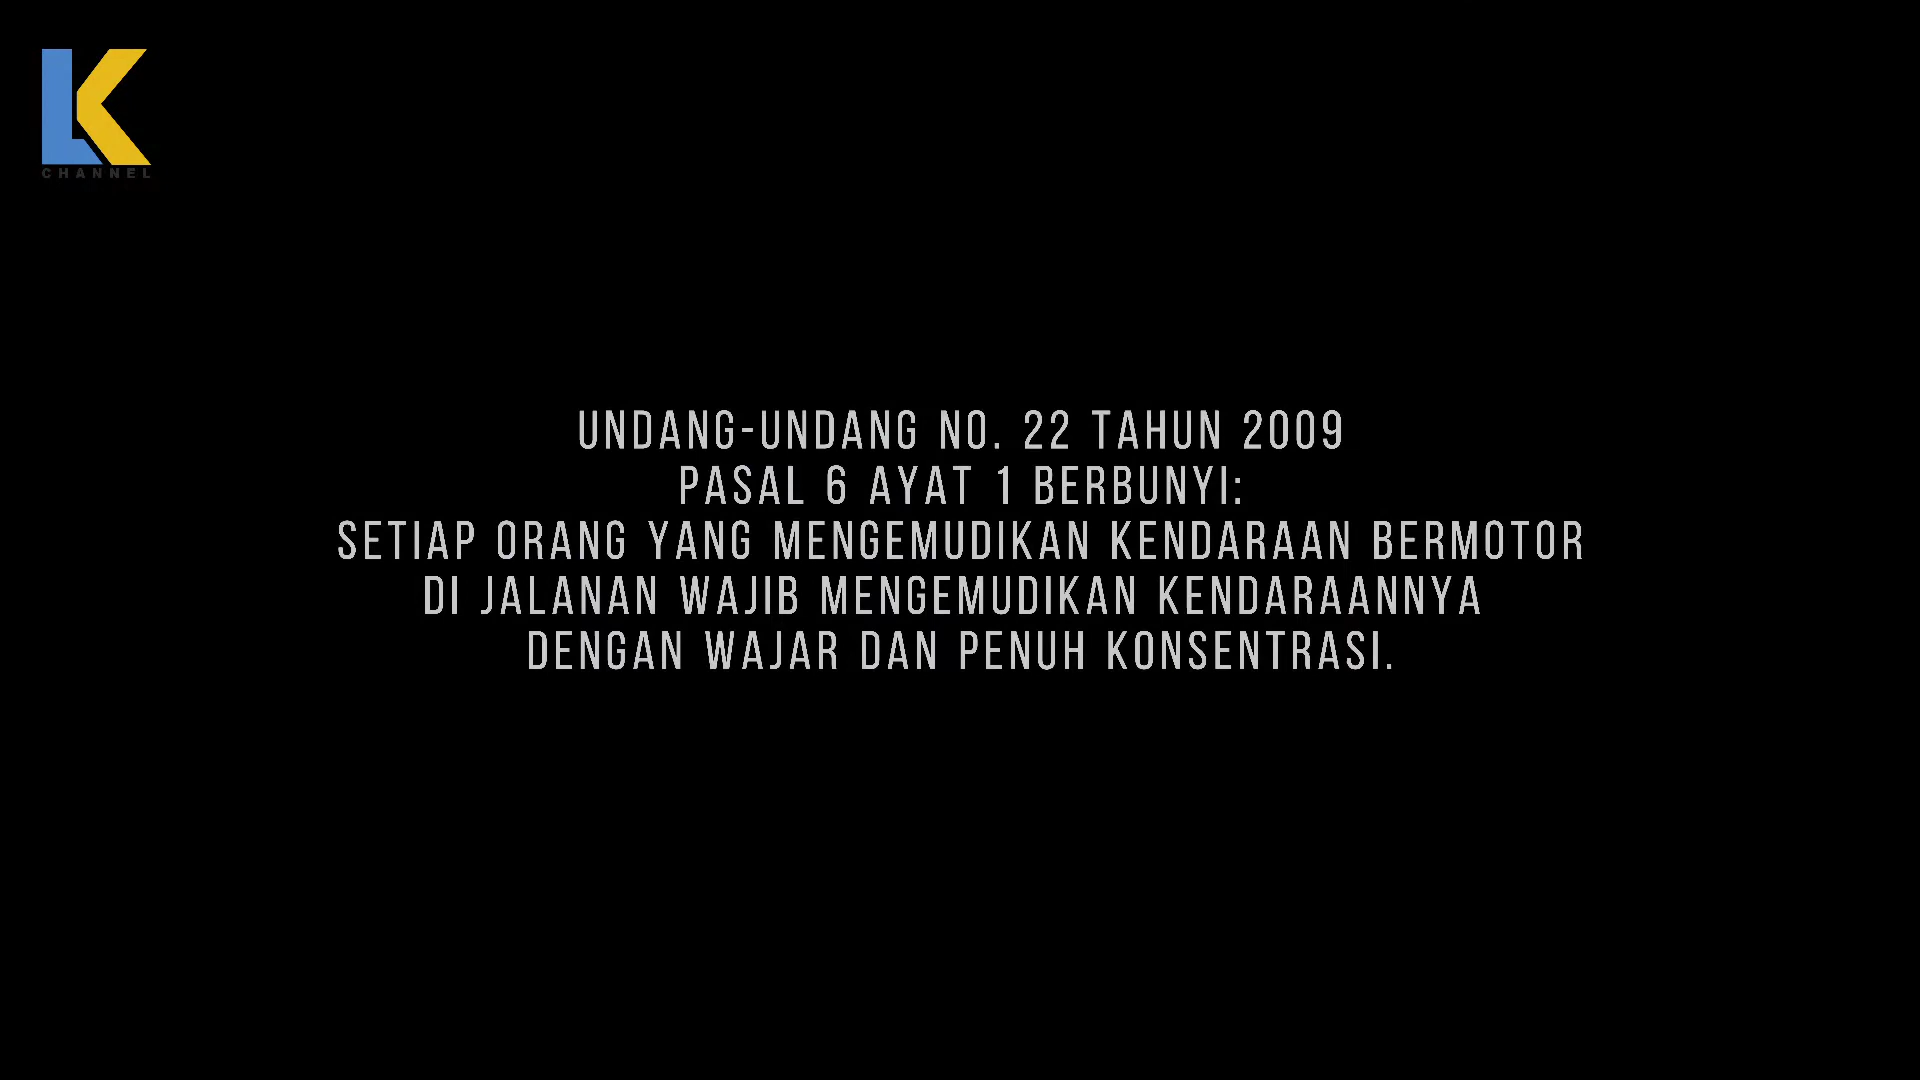 LK
CHANNEL
UNDANG-UNDANG NO. 22 TAHUN 2009
PASAL 6 AYAT 1 BERBUNYI:
SETIAP ORANG YANG MENGEMUDIKAN KENDARAAN BERMOTOR
DI JALANAN WAJIB MENGEMUDIKAN KENDARAANNYA
DENGAN WAJAR DAN PENUH KONSENTRASI.